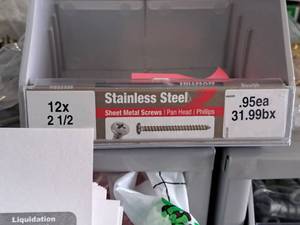 12x
2 1/2
Stainless Steel
Sheet Metal Screws | Pan Head / Phillips
.95ea
31.99bx
Liquidation